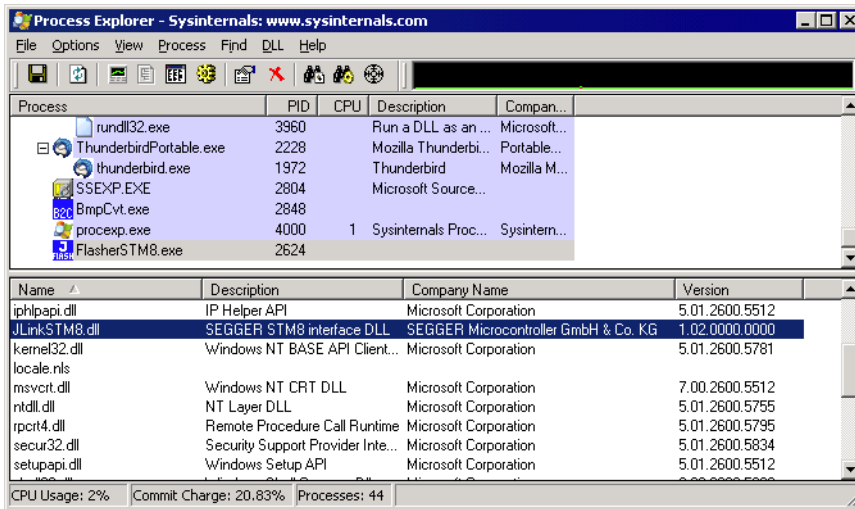 Process Explorer - Sysinternals: www.sysinternals.com
File Options View Process Find DLL Help
Process PID CPU Description Compan...
rundll32.exe 3960 Run a DLL as an ... Microsoft...
ThunderbirdPortable.exe 2228 Mozilla Thunderbi... Portable...
thunderbird.exe 1972 Thunderbird Mozilla M...
SSEXP.EXE 2804 Microsoft Source...
B2C BmpCvt.exe 2848
procexp.exe 4000 1 Sysinternals Proc... Sysintern...
J FLASH FlasherSTM8.exe 2624
Name Description Company Name Version
iphlpapi.dll IP Helper API Microsoft Corporation 5.01.2600.5512
JLinkSTM8.dll SEGGER STM8 interface DLL SEGGER Microcontroller GmbH & Co. KG 1.02.0000.0000
kernel32.dll Windows NT BASE API Client... Microsoft Corporation 5.01.2600.5781
locale.nls
msvcrt.dll Windows NT CRT DLL Microsoft Corporation 7.00.2600.5512
ntdll.dll NT Layer DLL Microsoft Corporation 5.01.2600.5755
rpcrt4.dll Remote Procedure Call Runtime Microsoft Corporation 5.01.2600.5795
secur32.dll Security Support Provider Inte... Microsoft Corporation 5.01.2600.5834
setupapi.dll Windows Setup API Microsoft Corporation 5.01.2600.5512
CPU Usage: 2% Commit Charge: 20.83% Processes: 44